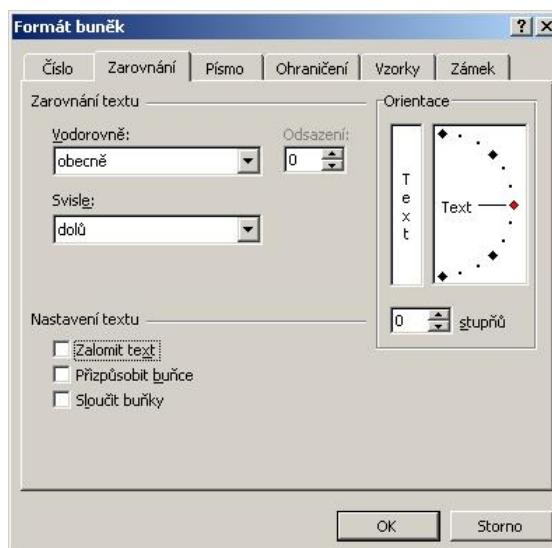 Formát buněk
Číslo Zarovnání Písmo Ohraničení Vzorky Zámek
Zarovnání textu
Vodorovně:
obecně
Odsazení:
0
Svisle:
dolů
Orientace
T
e
x
t
Text
0 stupňů
Nastavení textu
Zalomit text
Přizpůsobit buňce
Sloučit buňky
OK Storno